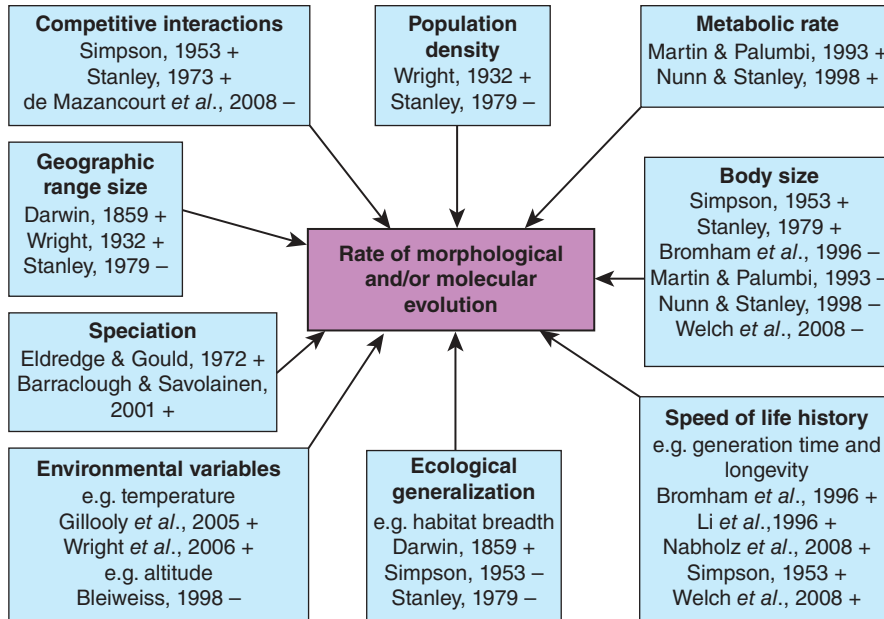 Competitive interactions
Simpson, 1953 +
Stanley, 1973 +
de Mazancourt et al., 2008 –
Population
density
Wright, 1932 +
Stanley, 1979 –
Metabolic rate
Martin & Palumbi, 1993 +
Nunn & Stanley, 1998 +
Geographic
range size
Darwin, 1859 +
Wright, 1932 +
Stanley, 1979 –
Rate of morphological
and/or molecular
evolution
Body size
Simpson, 1953 +
Stanley, 1979 +
Bromham et al., 1996 –
Martin & Palumbi, 1993 –
Nunn & Stanley, 1998 –
Welch et al., 2008 –
Speciation
Eldredge & Gould, 1972 +
Barraclough & Savolainen,
2001 +
Environmental variables
e.g. temperature
Gillooly et al., 2005 +
Wright et al., 2006 +
e.g. altitude
Bleiweiss, 1998 –
Ecological
generalization
e.g. habitat breadth
Darwin, 1859 +
Simpson, 1953 –
Stanley, 1979 –
Speed of life history
e.g. generation time and
longevity
Bromham et al., 1996 +
Li et al.,1996 +
Nabholz et al., 2008 +
Simpson, 1953 +
Welch et al., 2008 +